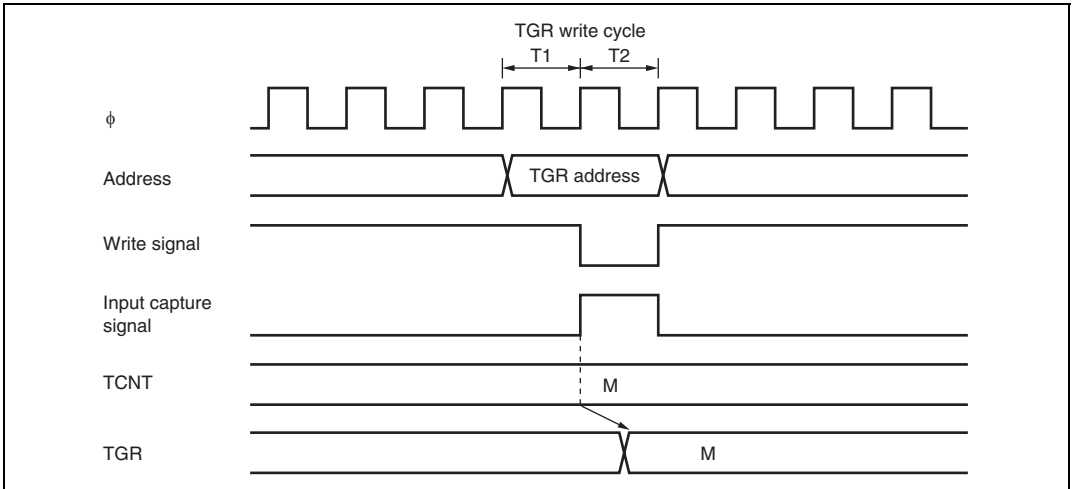 TGR write cycle
T1 T2
ϕ
Address
TGR address
Write signal
Input capture
signal
TCNT
M
TGR
M